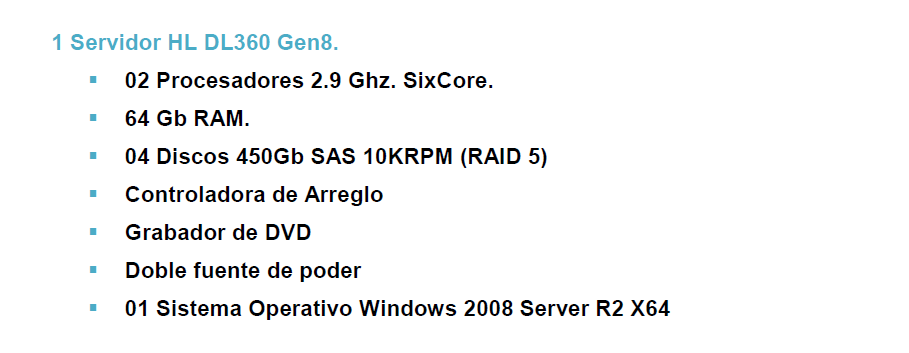 1 Servidor HL DL360 Gen8.
▪ 02 Procesadores 2.9 Ghz. SixCore.
▪ 64 Gb RAM.
▪ 04 Discos 450Gb SAS 10KRPM (RAID 5)
▪ Controladora de Arreglo
▪ Grabador de DVD
▪ Doble fuente de poder
▪ 01 Sistema Operativo Windows 2008 Server R2 X64